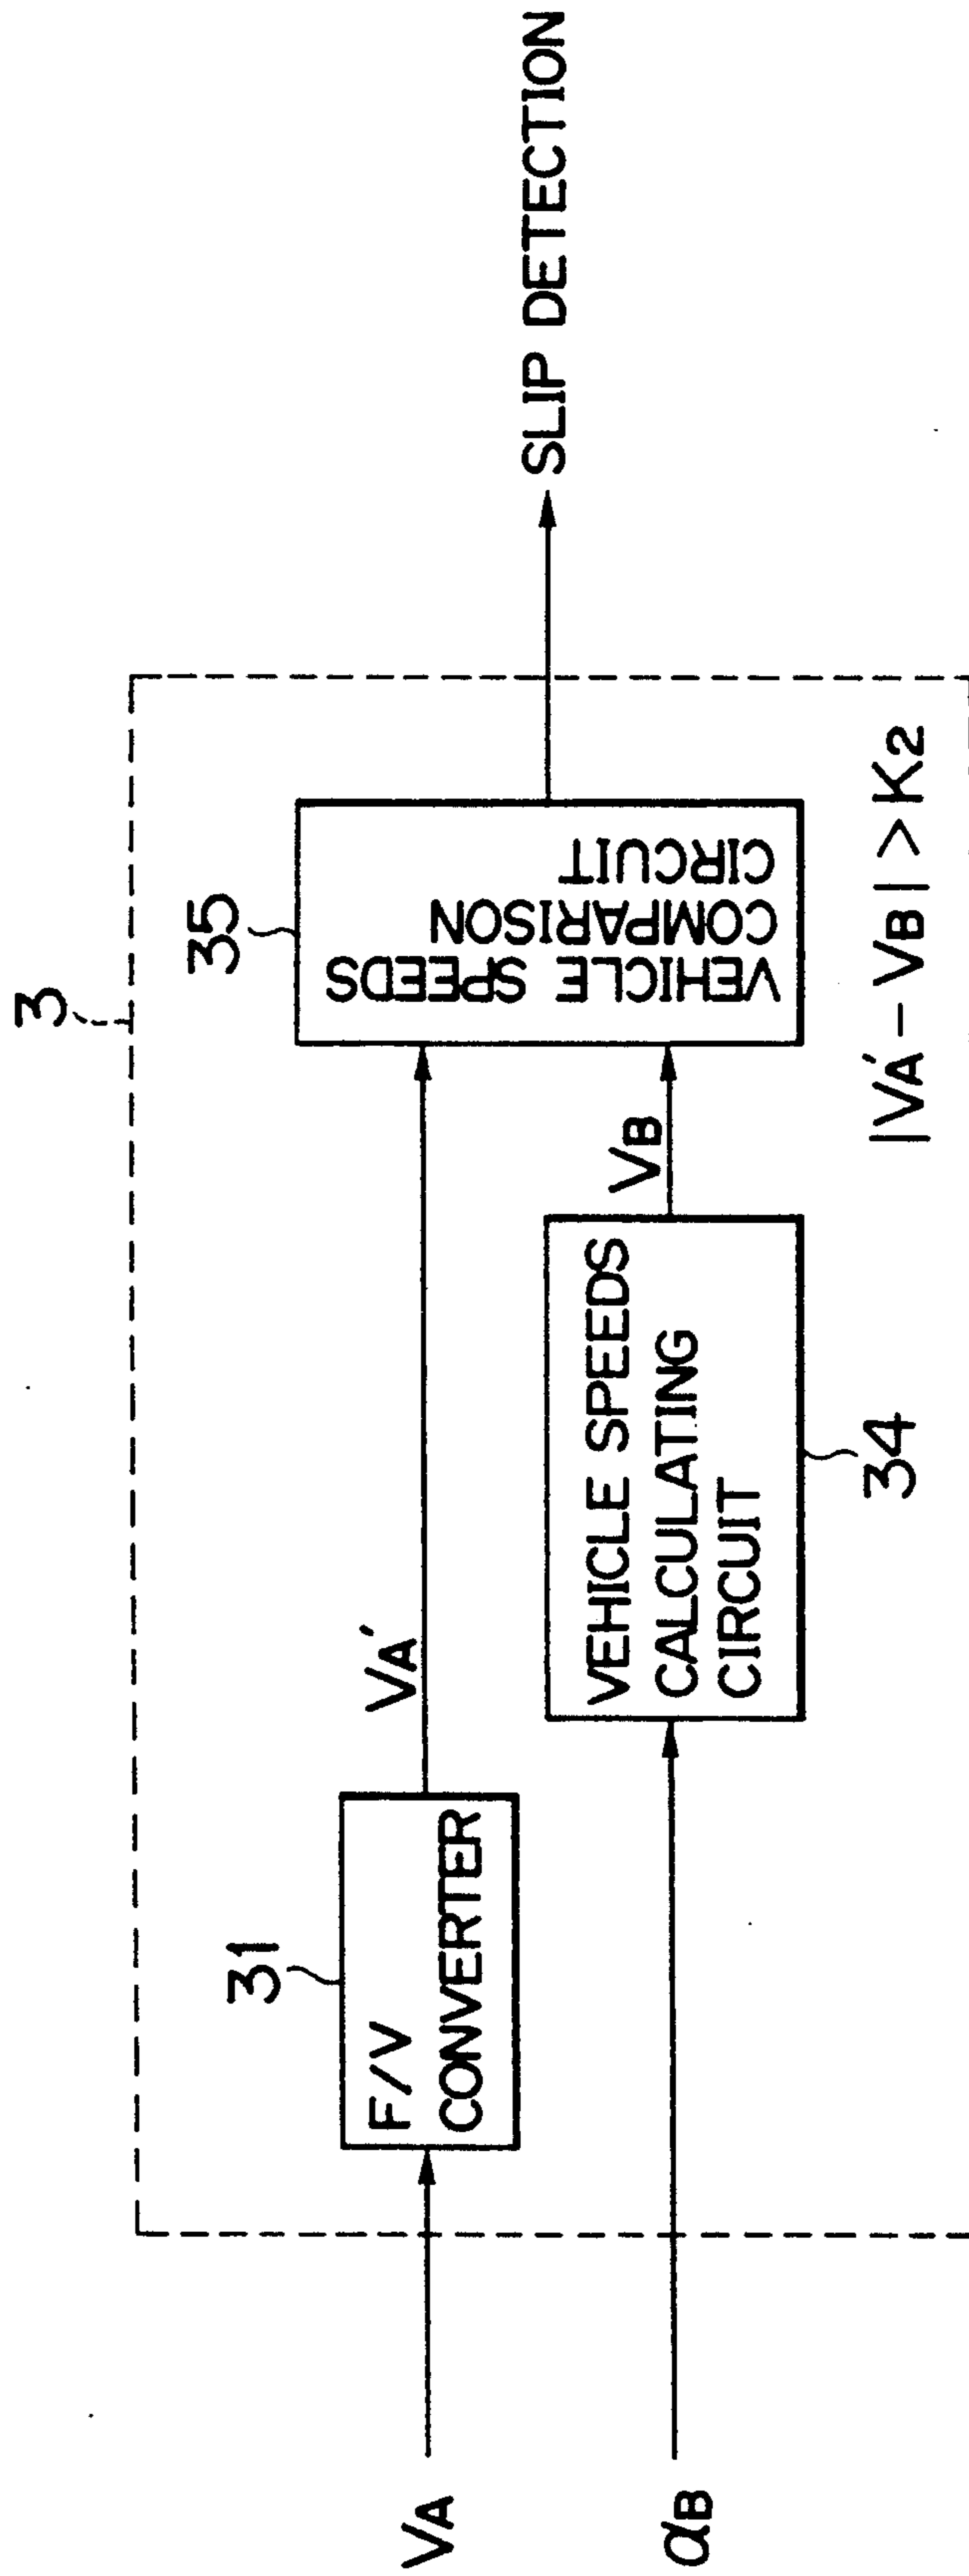 3
35
31
VA
F/V
CONVERTER
VA′
VEHICLE SPEEDS
COMPARISON
CIRCUIT
SLIP DETECTION
αB
VEHICLE SPEEDS
CALCULATING
CIRCUIT
VB
34
|VA′ – VB| > K2